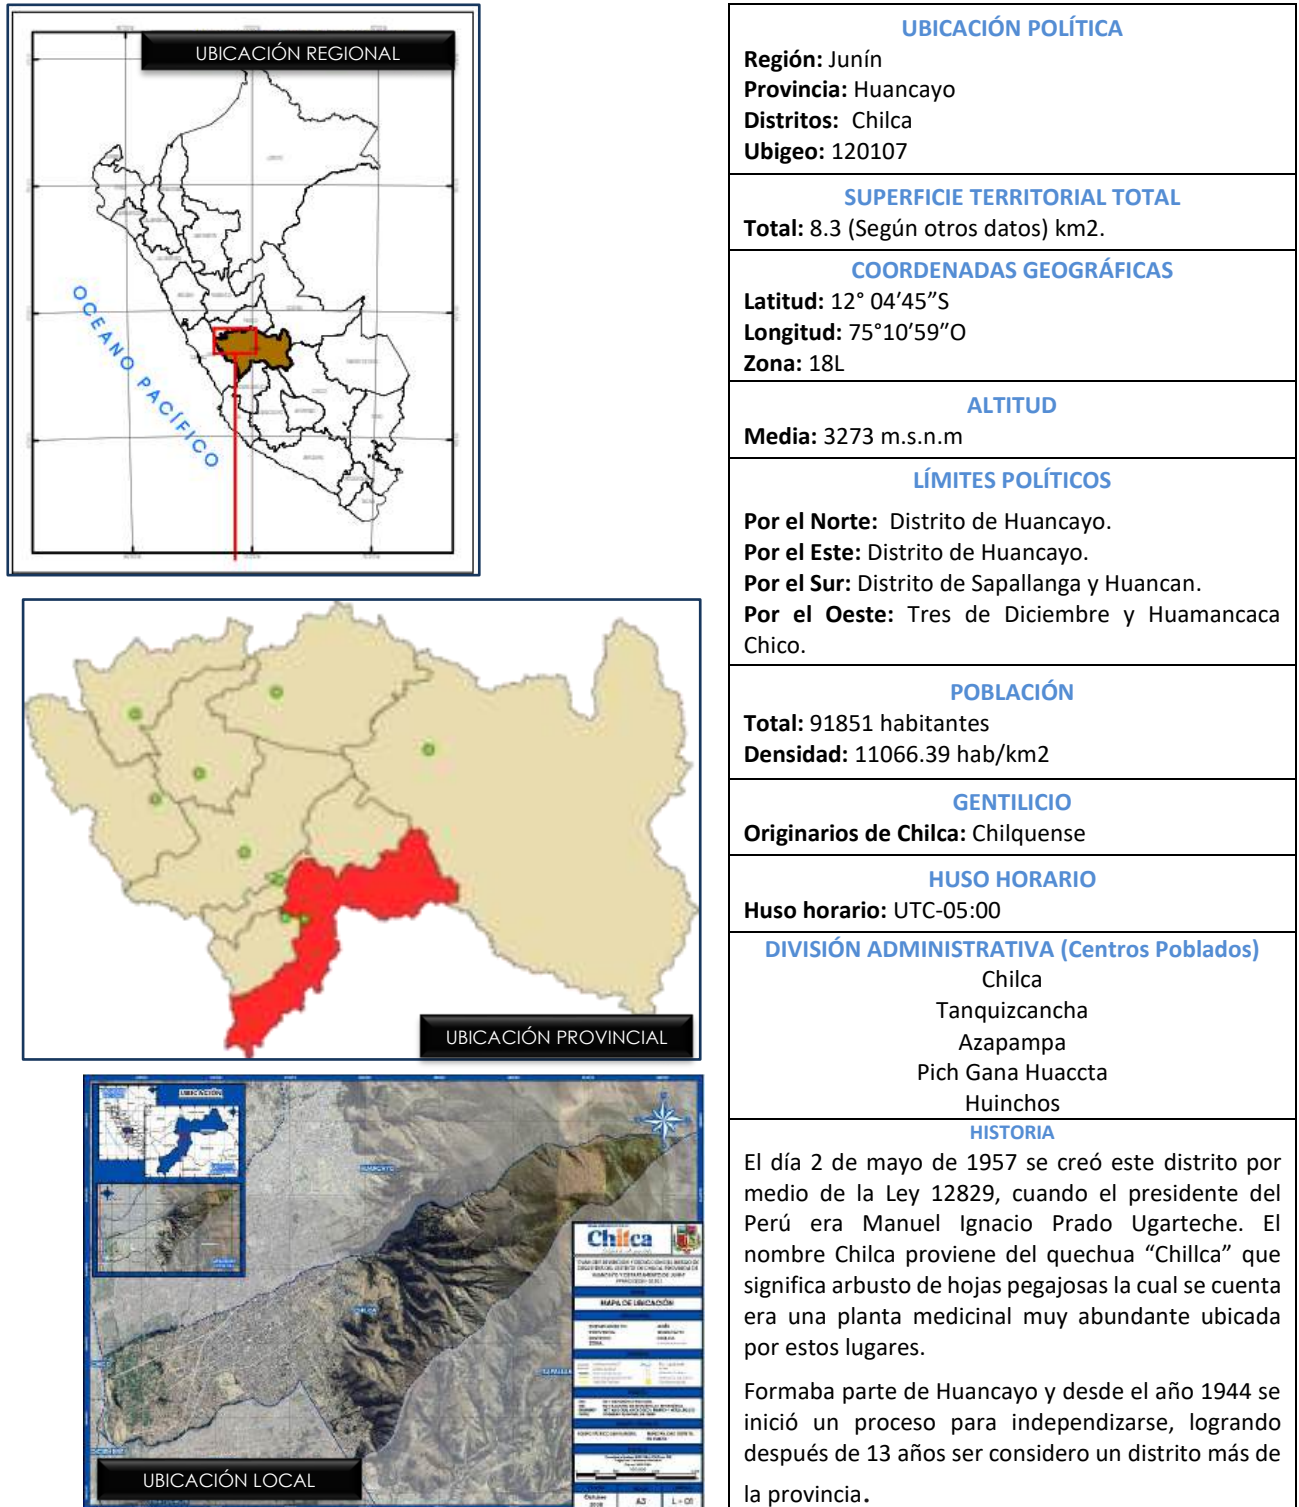 UBICACIÓN REGIONAL
OCEANO PACÍFICO
UBICACIÓN PROVINCIAL
UBICACIÓN
HUANCAYO
CHILCA
Chilca
MAPA DE UBICACIÓN
A3
L - 01
UBICACIÓN LOCAL
UBICACIÓN POLÍTICA
Región: Junín
Provincia: Huancayo
Distritos: Chilca
Ubigeo: 120107
SUPERFICIE TERRITORIAL TOTAL
Total: 8.3 (Según otros datos) km2.
COORDENADAS GEOGRÁFICAS
Latitud: 12° 04′45″S
Longitud: 75°10′59″O
Zona: 18L
ALTITUD
Media: 3273 m.s.n.m
LÍMITES POLÍTICOS
Por el Norte: Distrito de Huancayo.
Por el Este: Distrito de Huancayo.
Por el Sur: Distrito de Sapallanga y Huancan.
Por el Oeste: Tres de Diciembre y Huamancaca
Chico.
POBLACIÓN
Total: 91851 habitantes
Densidad: 11066.39 hab/km2
GENTILICIO
Originarios de Chilca: Chilquense
HUSO HORARIO
Huso horario: UTC-05:00
DIVISIÓN ADMINISTRATIVA (Centros Poblados)
Chilca
Tanquizcancha
Azapampa
Pich Gana Huaccta
Huinchos
HISTORIA
El día 2 de mayo de 1957 se creó este distrito por
medio de la Ley 12829, cuando el presidente del
Perú era Manuel Ignacio Prado Ugarteche. El
nombre Chilca proviene del quechua “Chillca” que
significa arbusto de hojas pegajosas la cual se cuenta
era una planta medicinal muy abundante ubicada
por estos lugares.
Formaba parte de Huancayo y desde el año 1944 se
inició un proceso para independizarse, logrando
después de 13 años ser considero un distrito más de
la provincia.